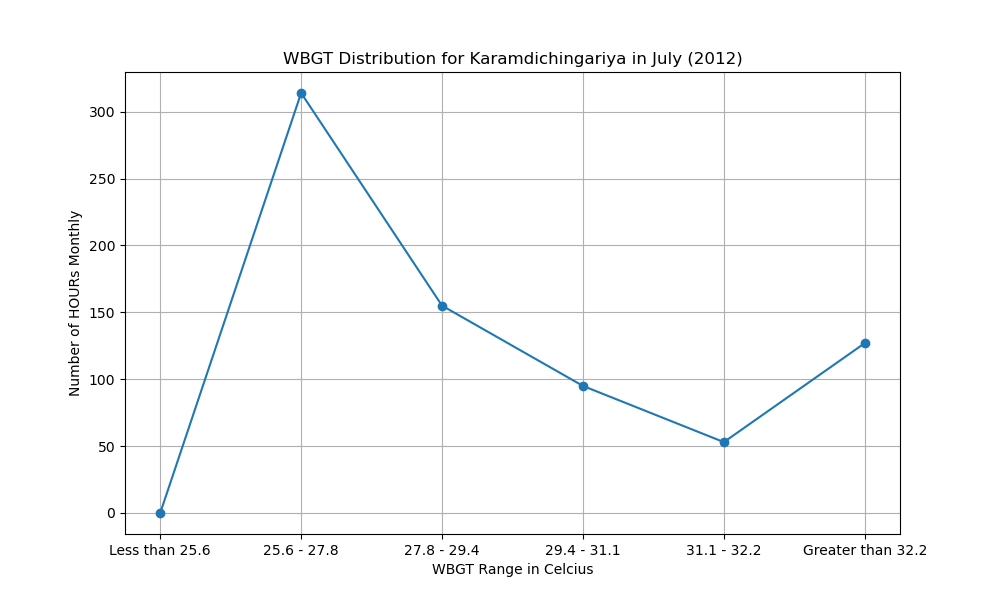 WBGT Distribution for Karamdichingariya in July (2012)
Number of HOURs Monthly
300
250
200
150
100
50
0
Less than 25.6
25.6 - 27.8
27.8 - 29.4
29.4 - 31.1
31.1 - 32.2
Greater than 32.2
WBGT Range in Celcius